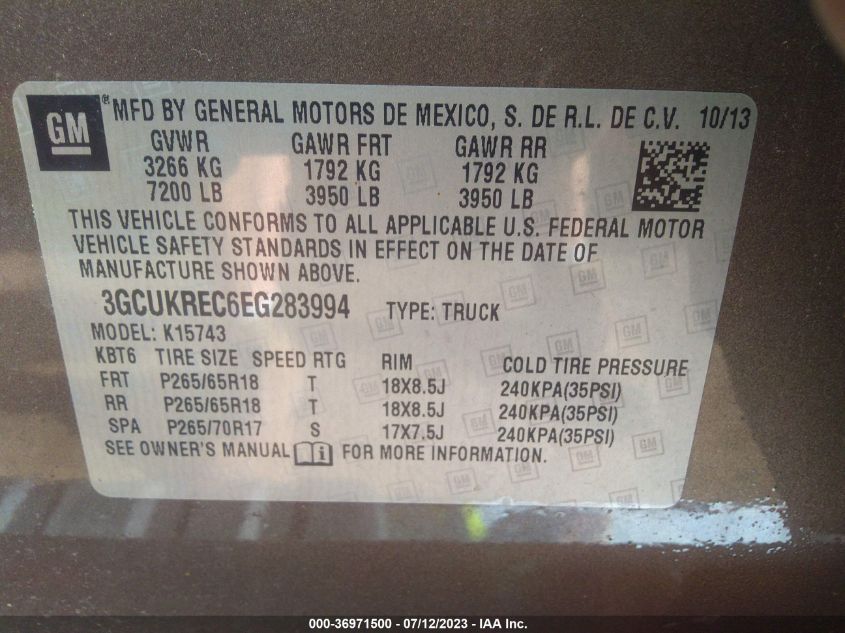 GM ® MFD BY GENERAL MOTORS DE MEXICO, S. DE R.L. DE C.V. 10/13
GVWR GAWR FRT GAWR RR
3266 KG 1792 KG 1792 KG
7200 LB 3950 LB 3950 LB
THIS VEHICLE CONFORMS TO ALL APPLICABLE U.S. FEDERAL MOTOR
VEHICLE SAFETY STANDARDS IN EFFECT ON THE DATE OF
MANUFACTURE SHOWN ABOVE.
3GCUKREC6EG283994 TYPE: TRUCK
MODEL: K15743
KBT6 TIRE SIZE SPEED RTG RIM COLD TIRE PRESSURE
FRT P265/65R18 T 18X8.5J 240KPA(35PSI)
RR P265/65R18 T 18X8.5J 240KPA(35PSI)
SPA P265/70R17 S 17X7.5J 240KPA(35PSI)
SEE OWNER'S MANUAL i FOR MORE INFORMATION.
000-36971500 - 07/12/2023 - IAA Inc.